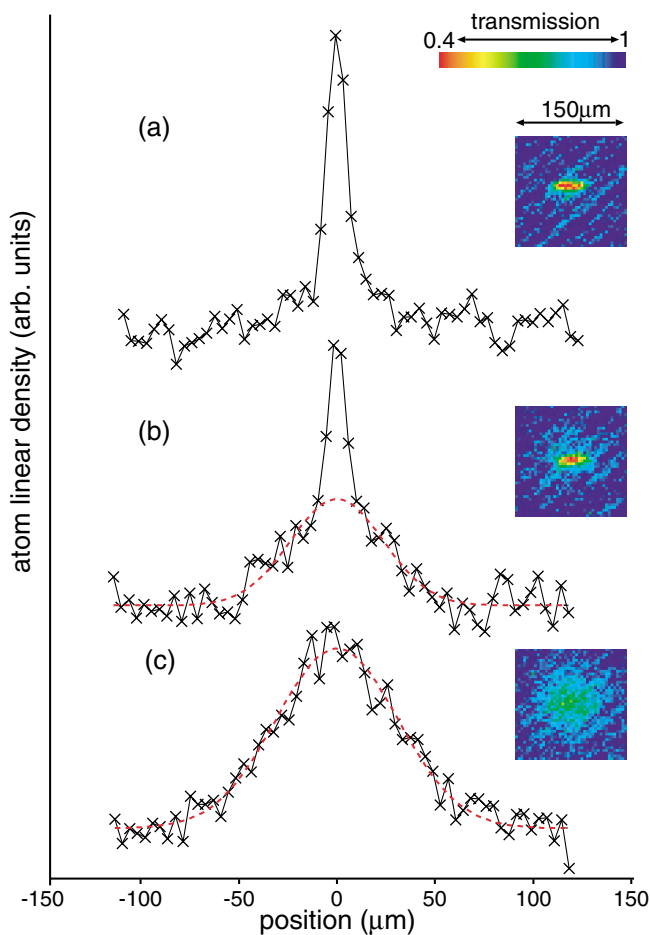 transmission
0.4 1
150μm
(a)
(b)
(c)
atom linear density (arb. units)
-150 -100 -50 0 50 100 150
position (μm)